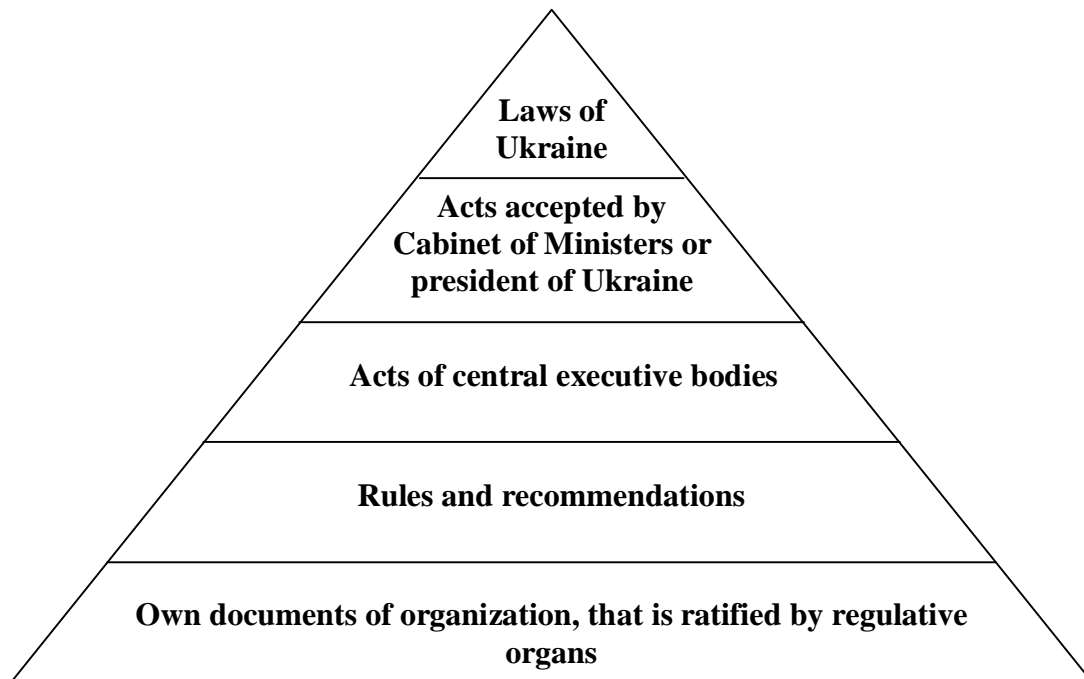 Laws of
Ukraine
Acts accepted by
Cabinet of Ministers or
president of Ukraine
Acts of central executive bodies
Rules and recommendations
Own documents of organization, that is ratified by regulative
organs